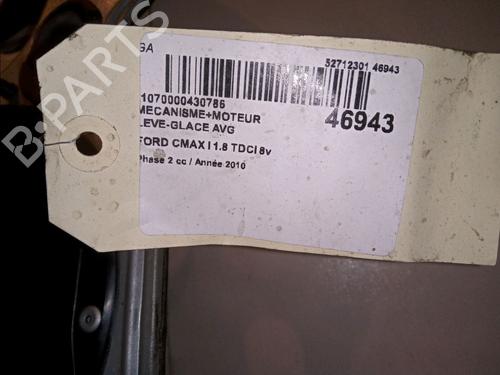 GA
52712301 46943
1070000430786
MECANISME+MOTEUR
LEVE-GLACE AVG
46943
FORD CMAX I 1.8 TDCI 8v
Phase 2 cc / Année 2010
B-PARTS